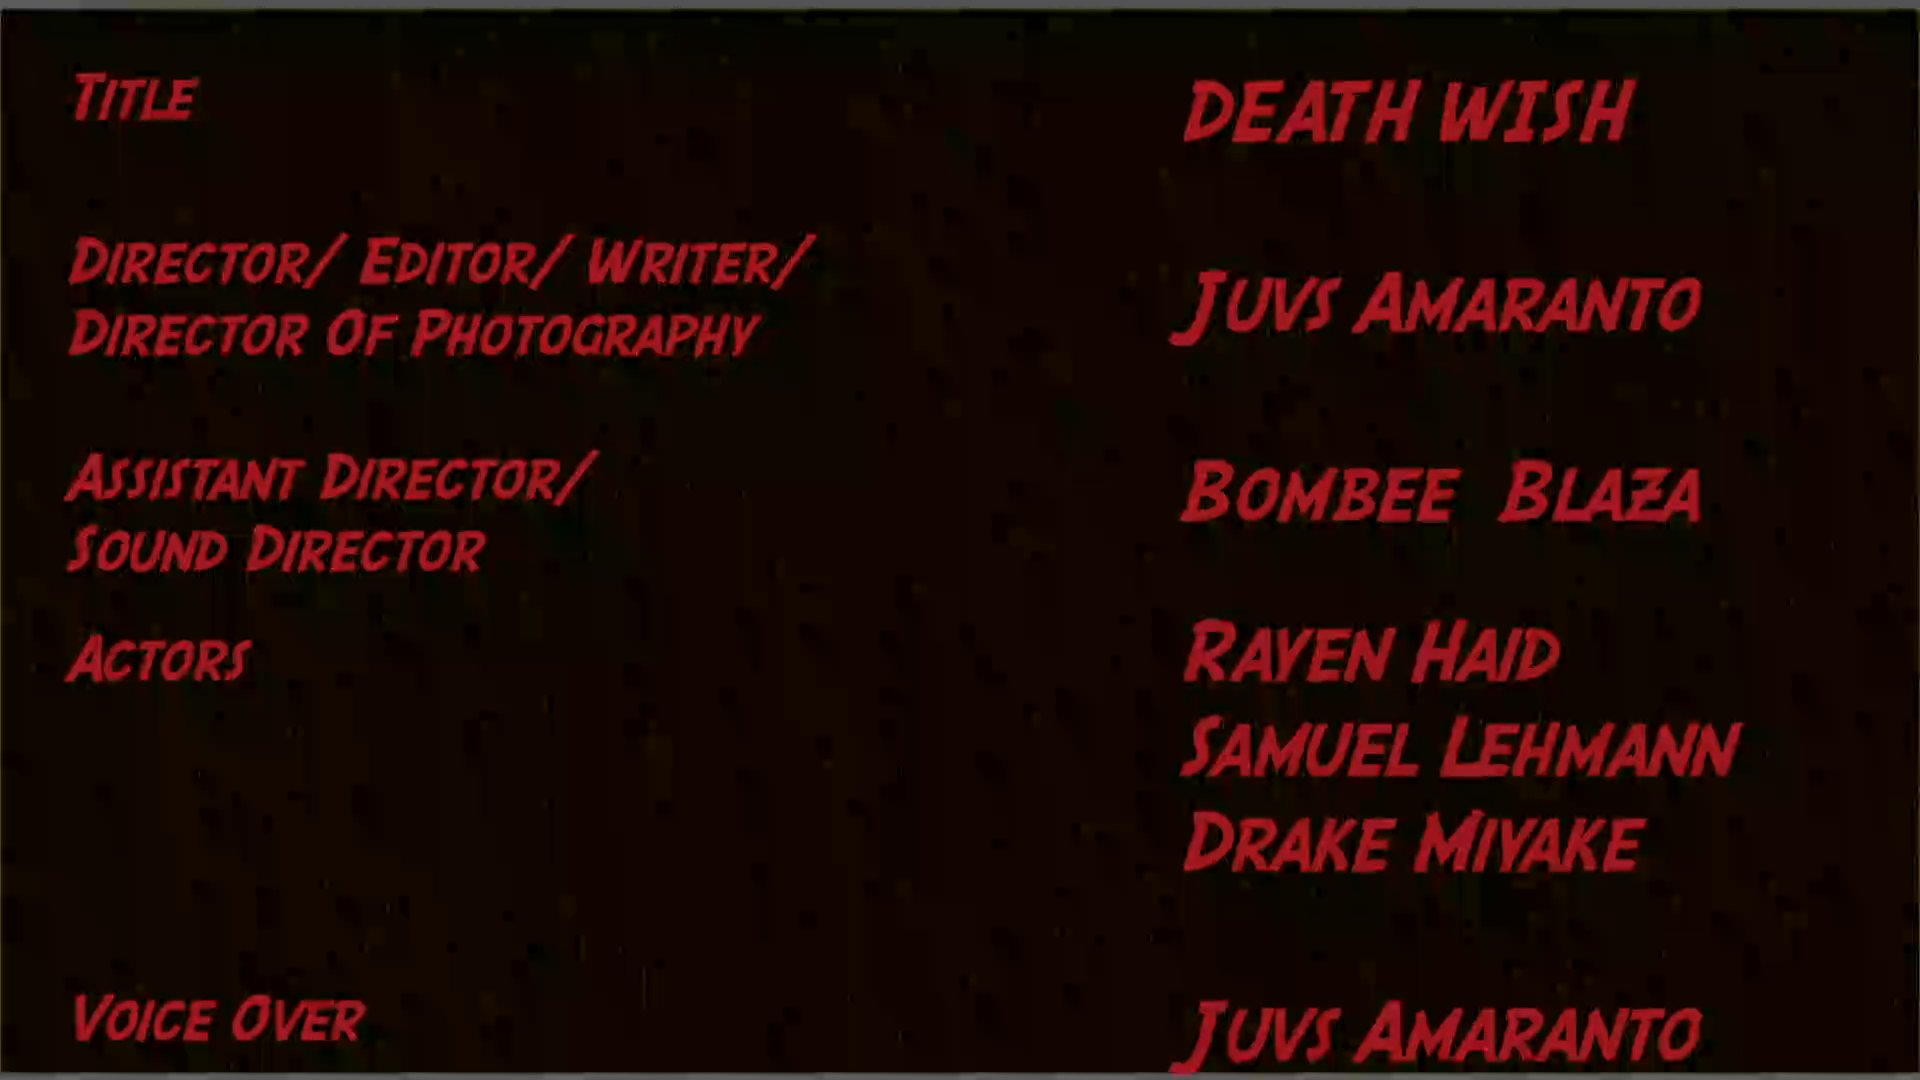 Title
DEATH WISH
Director/ Editor/ Writer/
Director Of Photography
Juvs Amaranto
Assistant Director/
Sound Director
Bombee Blaza
Actors
Rayen Haid
Samuel Lehmann
Drake Miyake
Voice Over
Juvs Amaranto